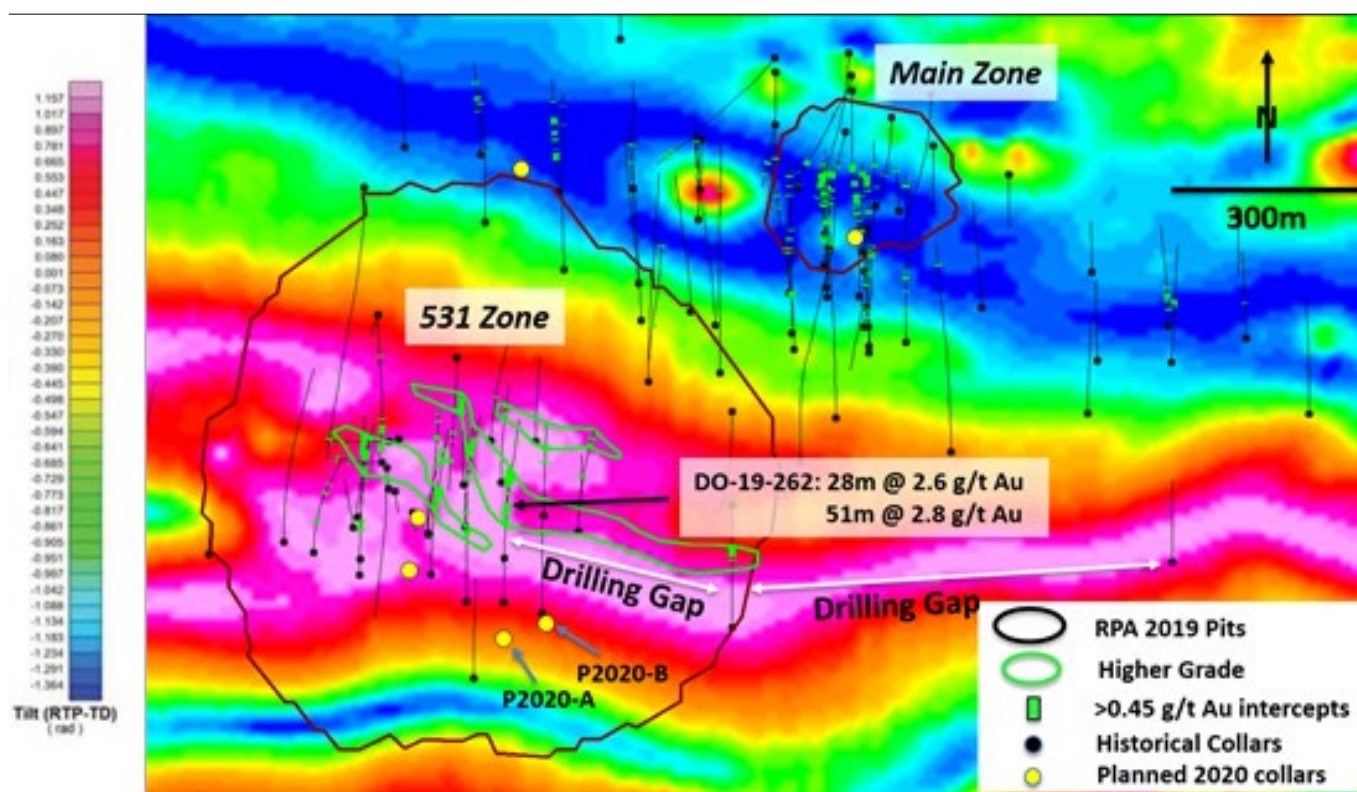 1.157
1.017
0.897
0.781
0.665
0.553
0.447
0.348
0.252
0.163
0.080
0.001
-0.073
-0.142
-0.207
-0.270
-0.330
-0.390
-0.445
-0.498
-0.547
-0.594
-0.641
-0.685
-0.729
-0.773
-0.817
-0.861
-0.905
-0.951
-0.997
-1.042
-1.088
-1.134
-1.183
-1.234
-1.291
-1.364
Tilt (RTP-TD)
( rad )
Main Zone
N
300m
531 Zone
DO-19-262: 28m @ 2.6 g/t Au
51m @ 2.8 g/t Au
Drilling Gap
Drilling Gap
P2020-B
P2020-A
RPA 2019 Pits
Higher Grade
>0.45 g/t Au intercepts
Historical Collars
Planned 2020 collars